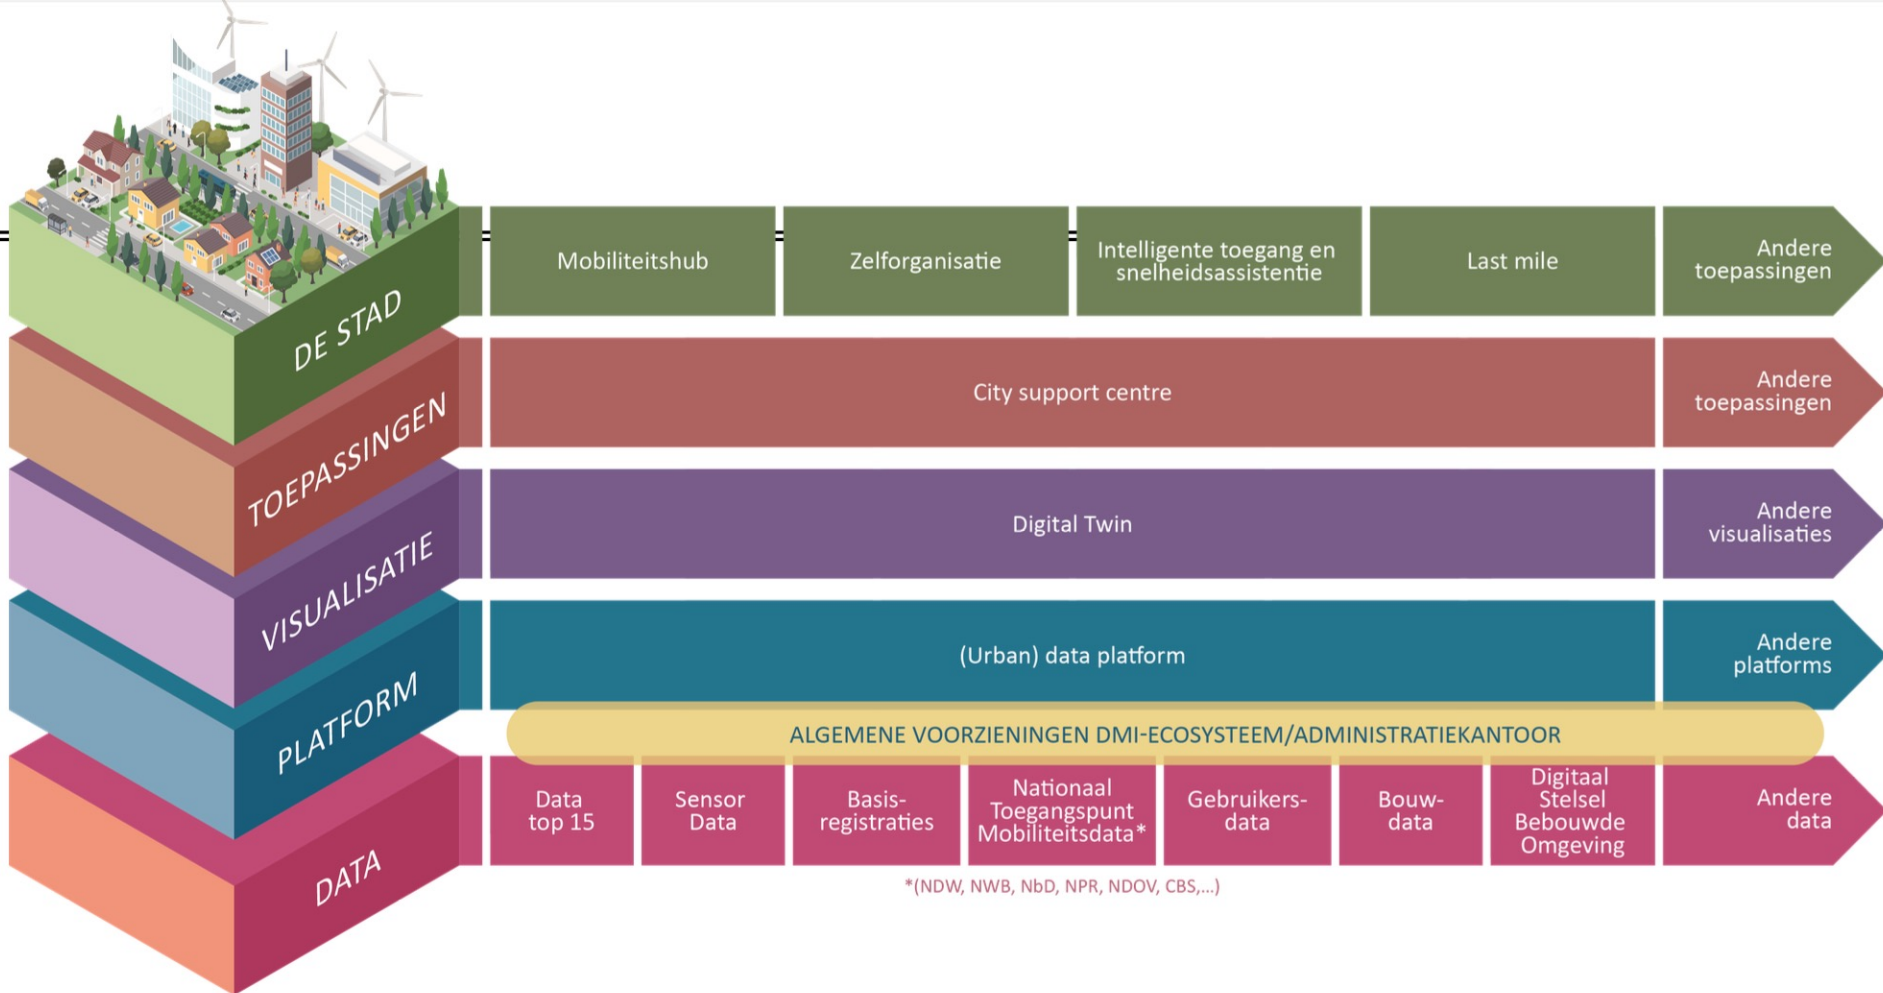 DE STAD
Mobiliteitshub
Zelforganisatie
Intelligente toegang en
snelheidsassistentie
Last mile
Andere
toepassingen
TOEPASSINGEN
City support centre
Andere
toepassingen
VISUALISATIE
Digital Twin
Andere
visualisaties
PLATFORM
(Urban) data platform
Andere
platforms
ALGEMENE VOORZIENINGEN DMI-ECOSYSTEEM/ADMINISTRATIEKANTOOR
DATA
Data
top 15
Sensor
Data
Basis-
registraties
Nationaal
Toegangspunt
Mobiliteitsdata*
Gebruikers-
data
Bouw-
data
Digitaal
Stelsel
Bebouwde
Omgeving
Andere
data
*(NDW, NWB, NbD, NPR, NDOV, CBS,...)